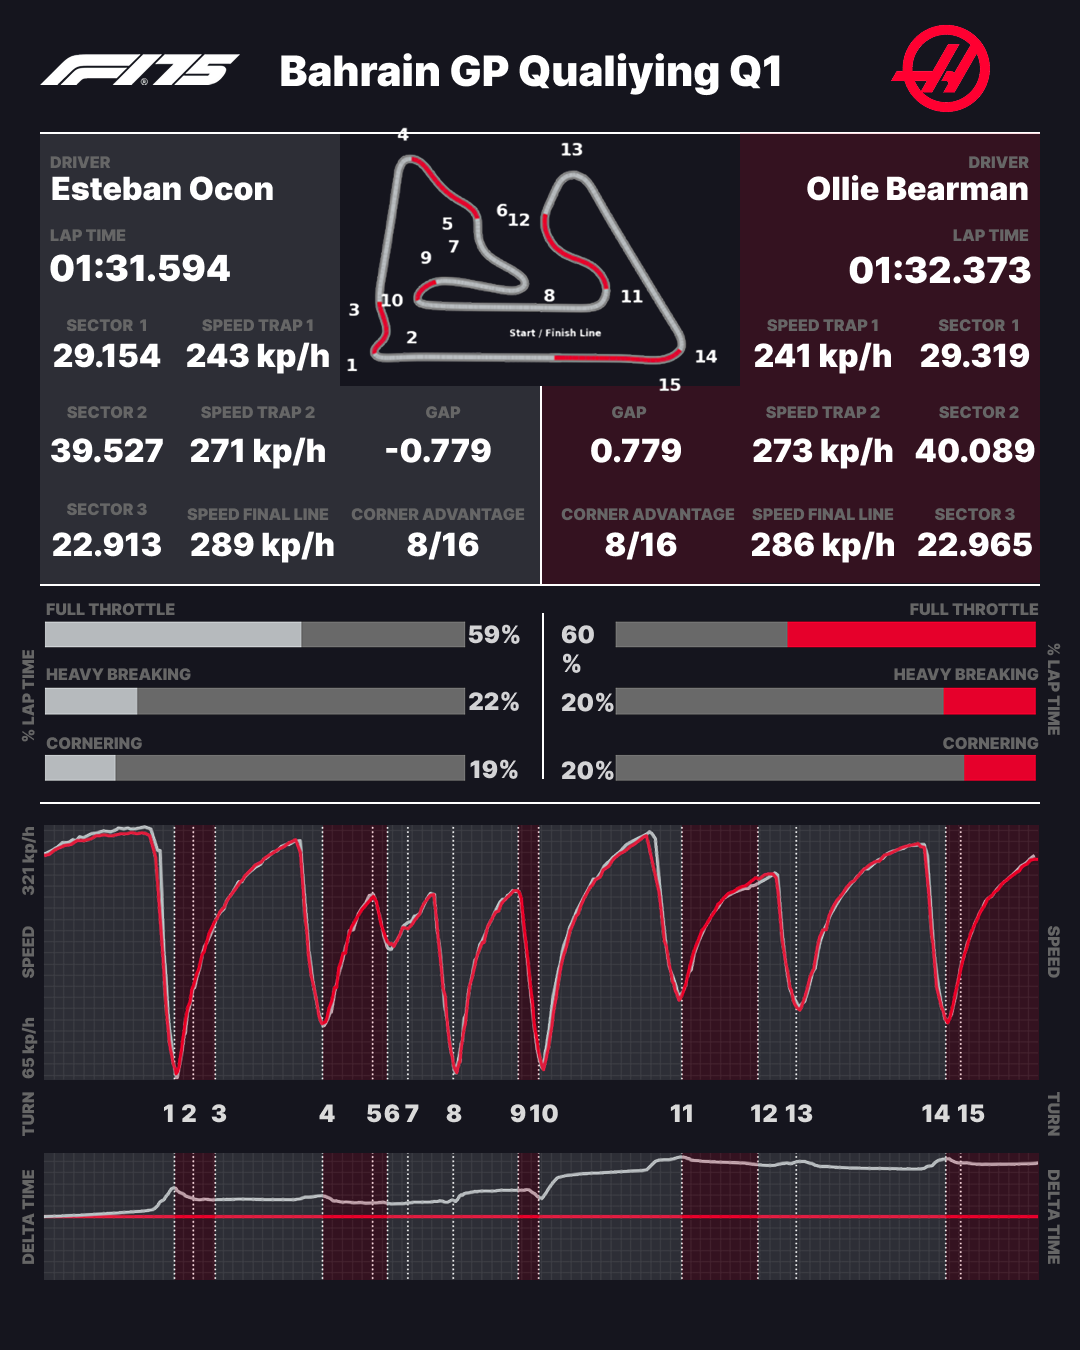 F1.75® Bahrain GP Qualiying Q1
DRIVER
Esteban Ocon
LAP TIME
01:31.594
SECTOR 1 SPEED TRAP 1
29.154 243 kp/h
SECTOR 2 SPEED TRAP 2 GAP
39.527 271 kp/h -0.779
SECTOR 3 SPEED FINAL LINE CORNER ADVANTAGE
22.913 289 kp/h 8/16
4
13
5
6
12
7
9
10
8
11
3
2
Start / Finish Line
1
14
15
DRIVER
Ollie Bearman
LAP TIME
01:32.373
SPEED TRAP 1 SECTOR 1
241 kp/h 29.319
GAP SPEED TRAP 2 SECTOR 2
0.779 273 kp/h 40.089
CORNER ADVANTAGE SPEED FINAL LINE SECTOR 3
8/16 286 kp/h 22.965
% LAP TIME
FULL THROTTLE
59%
HEAVY BREAKING
22%
CORNERING
19%
FULL THROTTLE
60
%
HEAVY BREAKING
20%
CORNERING
20%
% LAP TIME
321 kp/h
SPEED
65 kp/h
SPEED
TURN
1 2 3 4 5 6 7 8 9 10 11 12 13 14 15
TURN
DELTA TIME
DELTA TIME